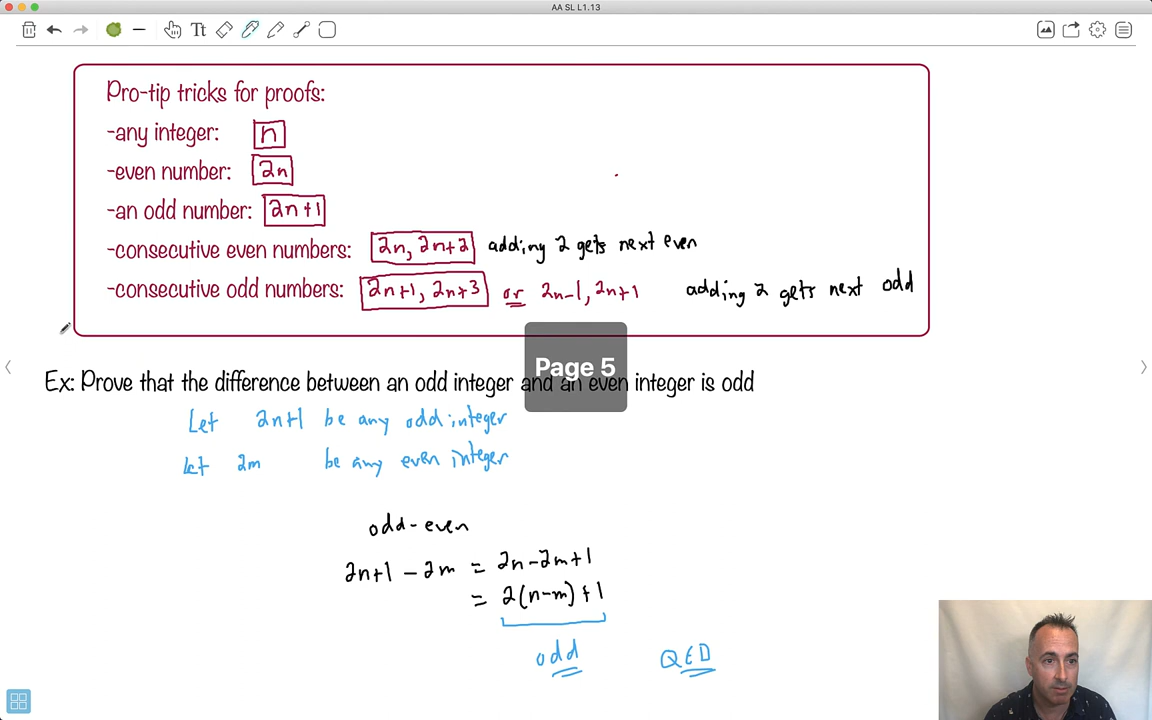 AA SL L1.13
Tt
Pro-tip tricks for proofs:
-any integer: n
-even number: 2n
-an odd number: 2n+1
-consecutive even numbers: 2n, 2n+2 adding 2 gets next even
-consecutive odd numbers: 2n+1, 2n+3 or 2n-1, 2n+1 adding 2 gets next odd
Page 5
Ex: Prove that the difference between an odd integer and an even integer is odd
Let 2n+1 be any odd integer
let 2m be any even integer
odd-even
2n+1 - 2m = 2n-2m+1
= 2(n-m)+1
odd QED